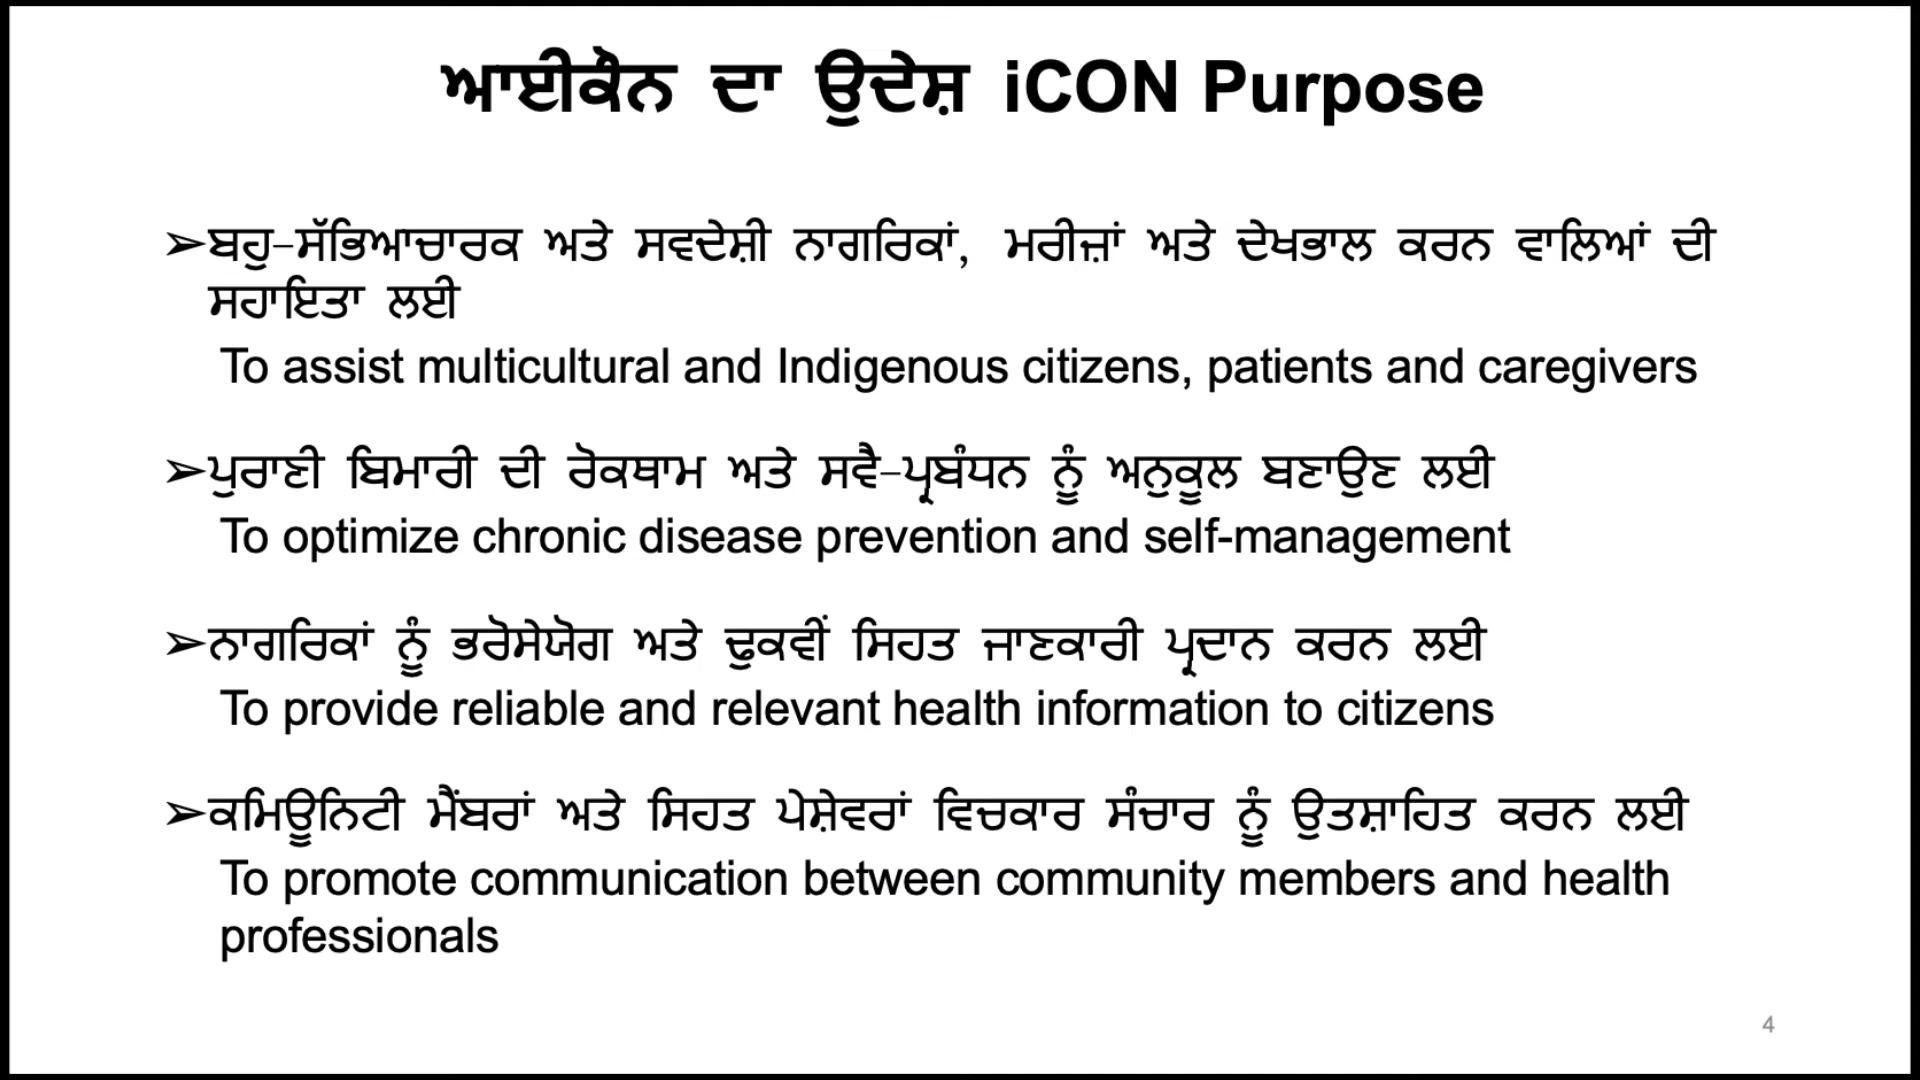 ਆਈਕੋਨ ਦਾ ਉਦੇਸ਼ iCON Purpose
➢ਬਹੁ-ਸੱਭਿਆਚਾਰਕ ਅਤੇ ਸਵਦੇਸ਼ੀ ਨਾਗਰਿਕਾਂ, ਮਰੀਜ਼ਾਂ ਅਤੇ ਦੇਖਭਾਲ ਕਰਨ ਵਾਲਿਆਂ ਦੀ
ਸਹਾਇਤਾ ਲਈ
To assist multicultural and Indigenous citizens, patients and caregivers
➢ਪੁਰਾਣੀ ਬਿਮਾਰੀ ਦੀ ਰੋਕਥਾਮ ਅਤੇ ਸਵੈ-ਪ੍ਰਬੰਧਨ ਨੂੰ ਅਨੁਕੂਲ ਬਣਾਉਣ ਲਈ
To optimize chronic disease prevention and self-management
➢ਨਾਗਰਿਕਾਂ ਨੂੰ ਭਰੋਸੇਯੋਗ ਅਤੇ ਢੁਕਵੀਂ ਸਿਹਤ ਜਾਣਕਾਰੀ ਪ੍ਰਦਾਨ ਕਰਨ ਲਈ
To provide reliable and relevant health information to citizens
➢ਕਮਿਊਨਿਟੀ ਮੈਂਬਰਾਂ ਅਤੇ ਸਿਹਤ ਪੇਸ਼ੇਵਰਾਂ ਵਿਚਕਾਰ ਸੰਚਾਰ ਨੂੰ ਉਤਸ਼ਾਹਿਤ ਕਰਨ ਲਈ
To promote communication between community members and health
professionals
4